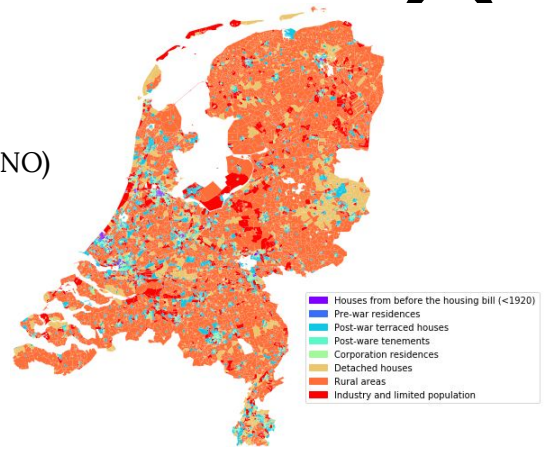 NO)
Houses from before the housing bill (<1920)
Pre-war residences
Post-war terraced houses
Post-ware tenements
Corporation residences
Detached houses
Rural areas
Industry and limited population